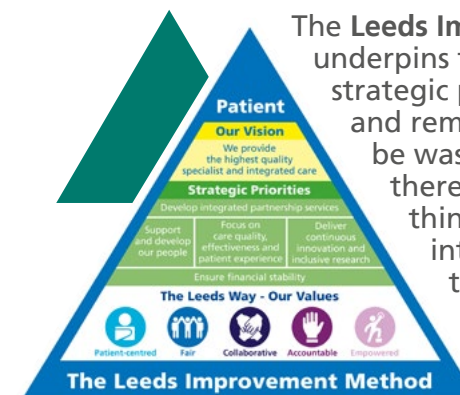 The Leeds Im
underpins
strategic
and rem
be was
there
thin
int
t
Patient
Our Vision
We provide
the highest quality
specialist and integrated care
Strategic Priorities
Develop integrated partnership services
Support
and develop
our people
Focus on
care quality,
effectiveness and
patient experience
Deliver
continuous
innovation and
inclusive research
Ensure financial stability
The Leeds Way - Our Values
Patient-centred Fair Collaborative Accountable Empowered
The Leeds Improvement Method